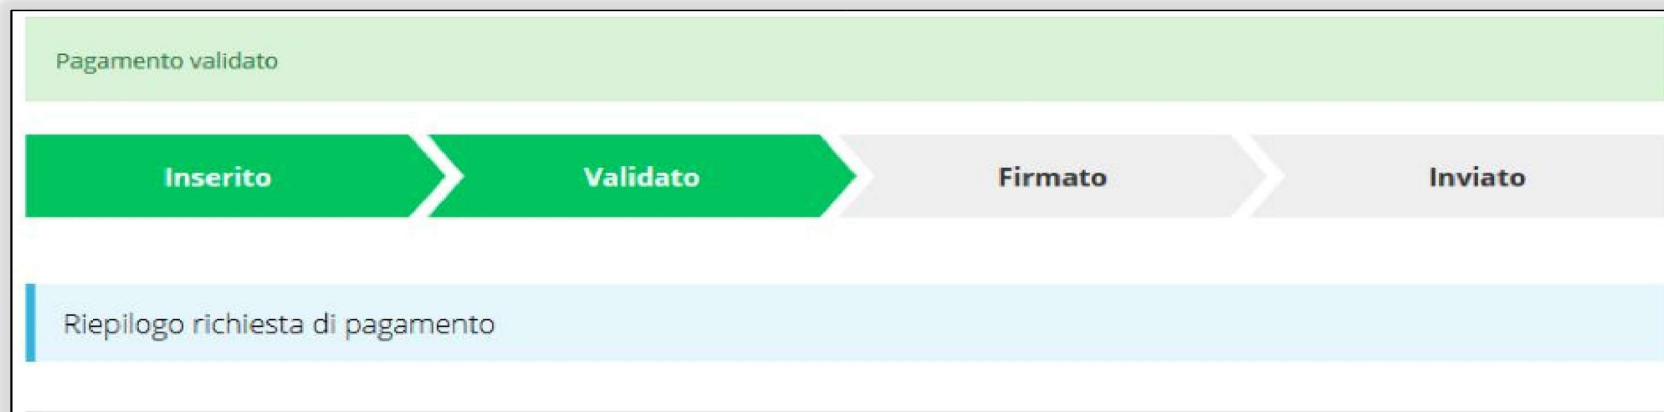 Pagamento validato
Inserito Validato Firmato Inviato
Riepilogo richiesta di pagamento